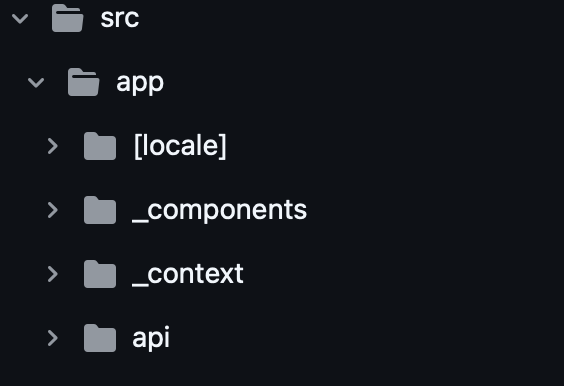 src
app
[locale]
_components
_context
api